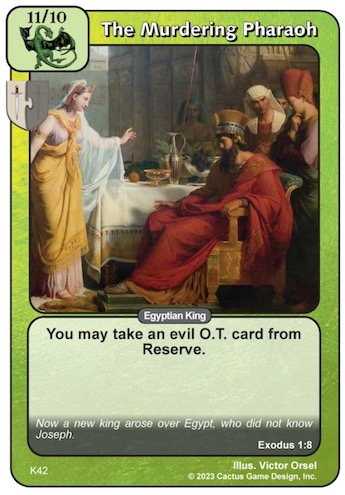 11/10
The Murdering Pharaoh
Egyptian King
You may take an evil O.T. card from
Reserve.
Now a new king arose over Egypt, who did not know
Joseph.
Exodus 1:8
Illus. Victor Orsel
K42
© 2023 Cactus Game Design, Inc.